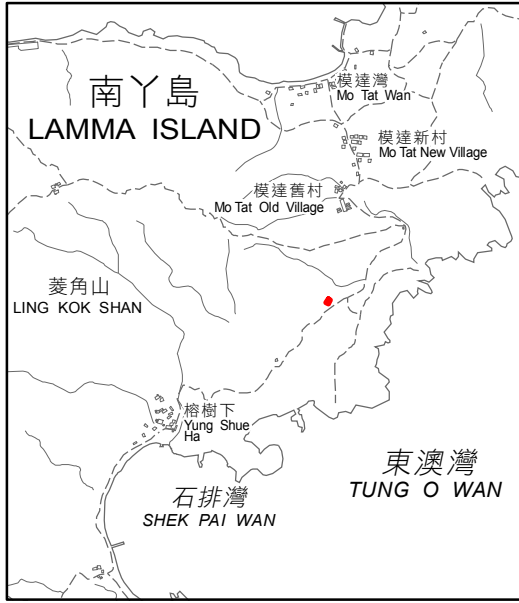 南丫島
LAMMA ISLAND
模達灣
Mo Tat Wan
模達新村
Mo Tat New Village
模達舊村
Mo Tat Old Village
菱角山
LING KOK SHAN
榕樹下
Yung Shue
Ha
石排灣
SHEK PAI WAN
東澳灣
TUNG O WAN